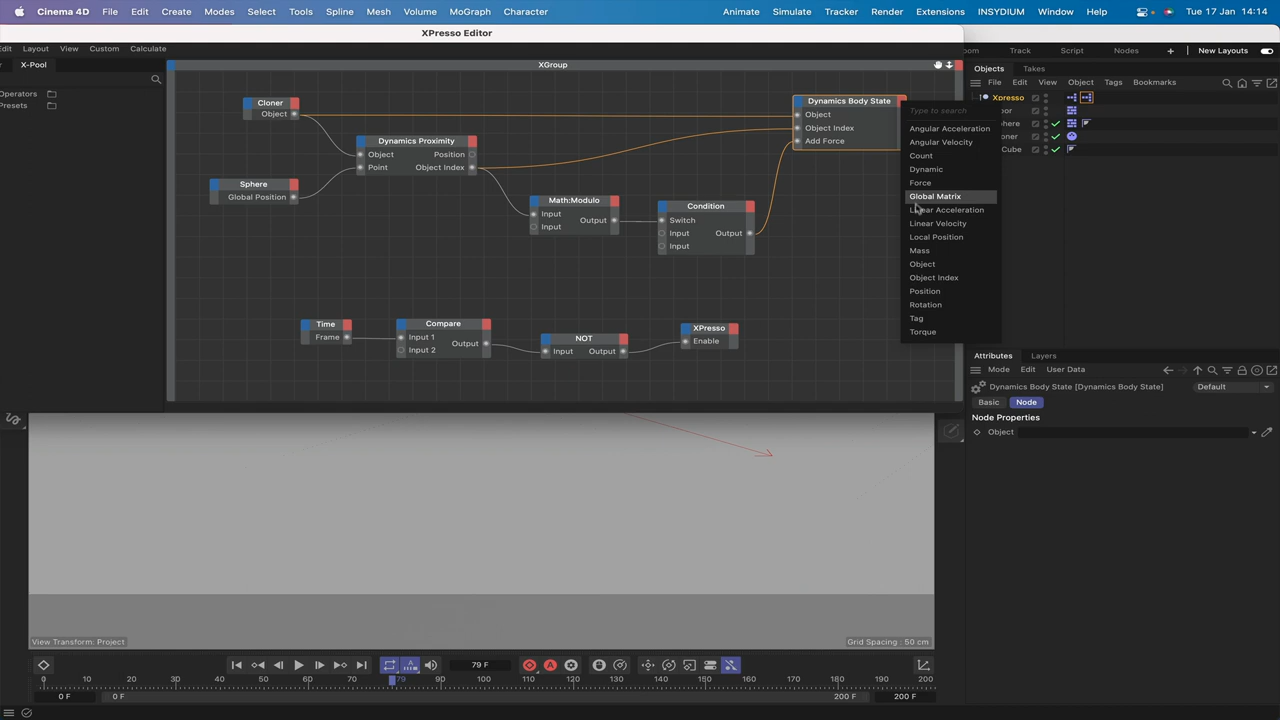 Cinema 4D File Edit Create Modes Select Tools Spline Mesh Volume MoGraph Character Animate Simulate Tracker Render Extensions INSYDIUM Window Help Tue 17 Jan 14:14
XPresso Editor
dit Layout View Custom Calculate
oom Track Script Nodes + New Layouts
X-Pool
XGroup
Objects Takes
File Edit View Object Tags Bookmarks
Operators
resets
Cloner
Object
Dynamics Proximity
Object Position
Point Object Index
Sphere
Global Position
Math:Modulo
Input
Output
Input
Condition
Switch
Input Output
Input
Dynamics Body State
Object
Object Index
Add Force
Time
Frame
Compare
Input 1
Output
Input 2
NOT
Input Output
XPresso
Enable
Type to search
Angular Acceleration
Angular Velocity
Count
Dynamic
Force
Global Matrix
Linear Acceleration
Linear Velocity
Local Position
Mass
Object
Object Index
Position
Rotation
Tag
Torque
Xpresso
oor
here
oner
Cube
Attributes Layers
Mode Edit User Data
Dynamics Body State [Dynamics Body State] Default
Basic Node
Node Properties
Object
View Transform: Project Grid Spacing : 50 cm
79 F
0 10 20 30 40 50 60 70 79 90 100 110 120 130 140 150 160 170 180 190 200
0 F 0 F 200 F 200 F